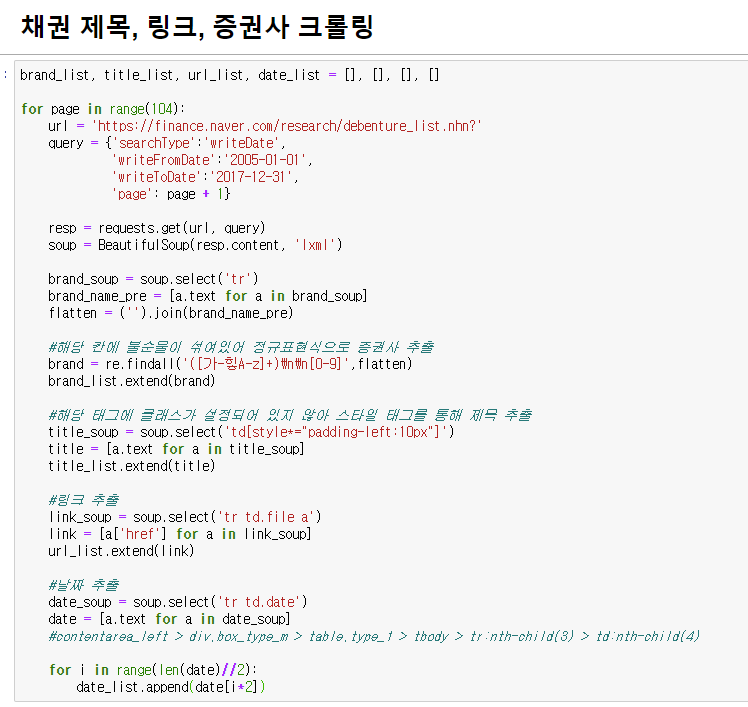 채권 제목, 링크, 증권사 크롤링
: brand_list, title_list, url_list, date_list = [], [], [], []
for page in range(104):
    url = 'https://finance.naver.com/research/debenture_list.nhn?'
    query = {'searchType':'writeDate',
             'writeFromDate':'2005-01-01',
             'writeToDate':'2017-12-31',
             'page': page + 1}
    resp = requests.get(url, query)
    soup = BeautifulSoup(resp.content, 'lxml')
    brand_soup = soup.select('tr')
    brand_name_pre = [a.text for a in brand_soup]
    flatten = ('').join(brand_name_pre)
    #해당 칸에 불순물이 섞여있어 정규표현식으로 증권사 추출
    brand = re.findall('([가-힣A-z]+)₩n₩n[0-9]',flatten)
    brand_list.extend(brand)
    #해당 태그에 클래스가 설정되어 있지 않아 스타일 태그를 통해 제목 추출
    title_soup = soup.select('td[style*="padding-left:10px"]')
    title = [a.text for a in title_soup]
    title_list.extend(title)
    #링크 추출
    link_soup = soup.select('tr td.file a')
    link = [a['href'] for a in link_soup]
    url_list.extend(link)
    #날짜 추출
    date_soup = soup.select('tr td.date')
    date = [a.text for a in date_soup]
    #contentarea_left > div.box_type_m > table.type_1 > tbody > tr:nth-child(3) > td:nth-child(4)
    for i in range(len(date)//2):
        date_list.append(date[i*2])